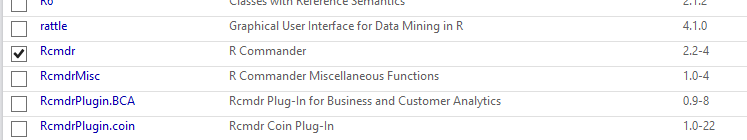 R6 Classes with Reference Semantics 2.1.2
rattle Graphical User Interface for Data Mining in R 4.1.0
Rcmdr R Commander 2.2-4
RcmdrMisc R Commander Miscellaneous Functions 1.0-4
RcmdrPlugin.BCA Rcmdr Plug-In for Business and Customer Analytics 0.9-8
RcmdrPlugin.coin Rcmdr Coin Plug-In 1.0-22